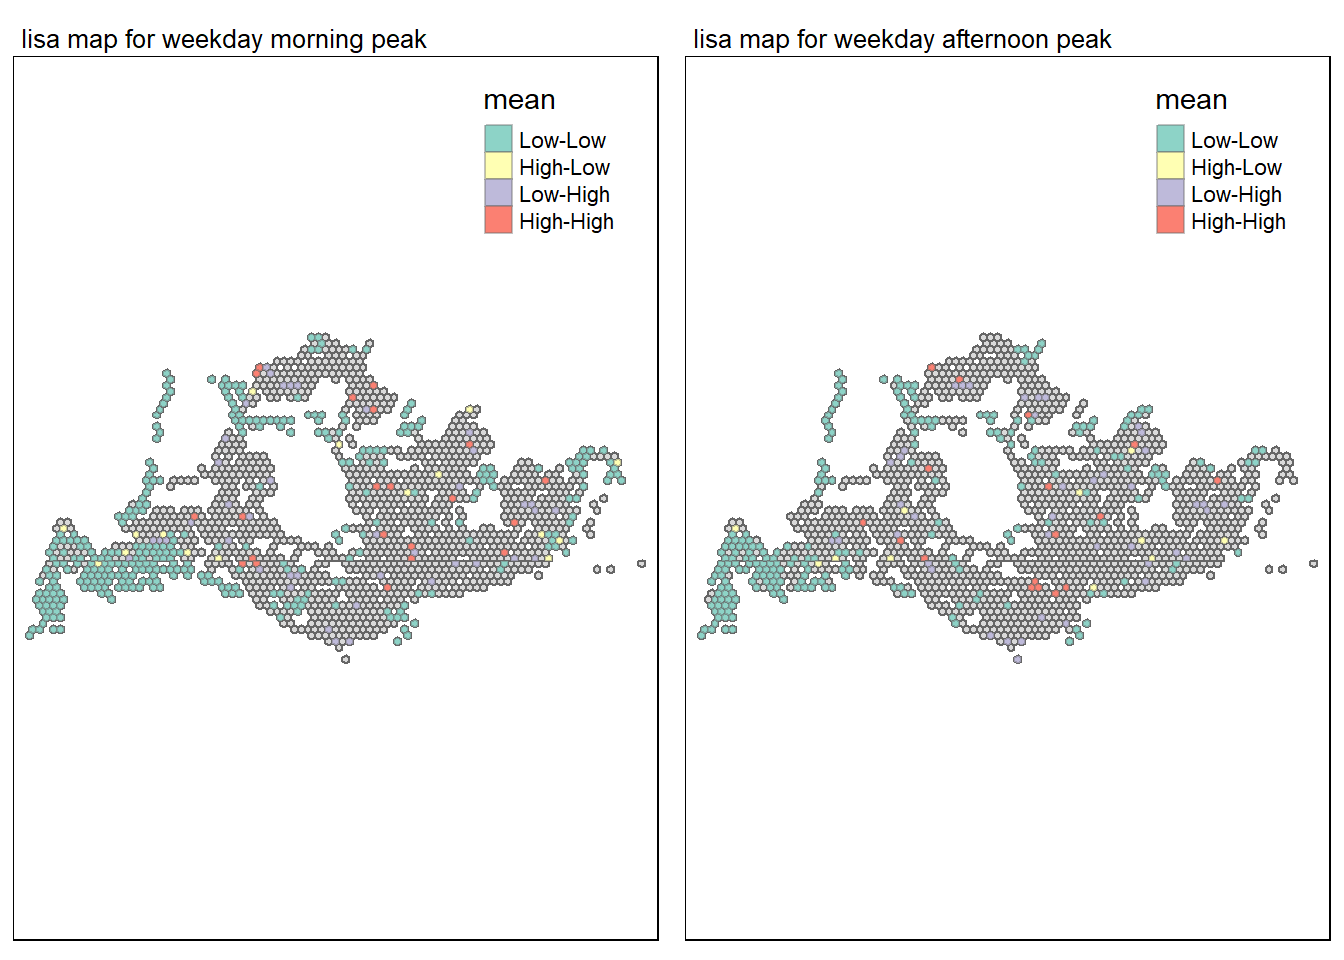 lisa map for weekday morning peak
mean
Low-Low
High-Low
Low-High
High-High
lisa map for weekday afternoon peak
mean
Low-Low
High-Low
Low-High
High-High